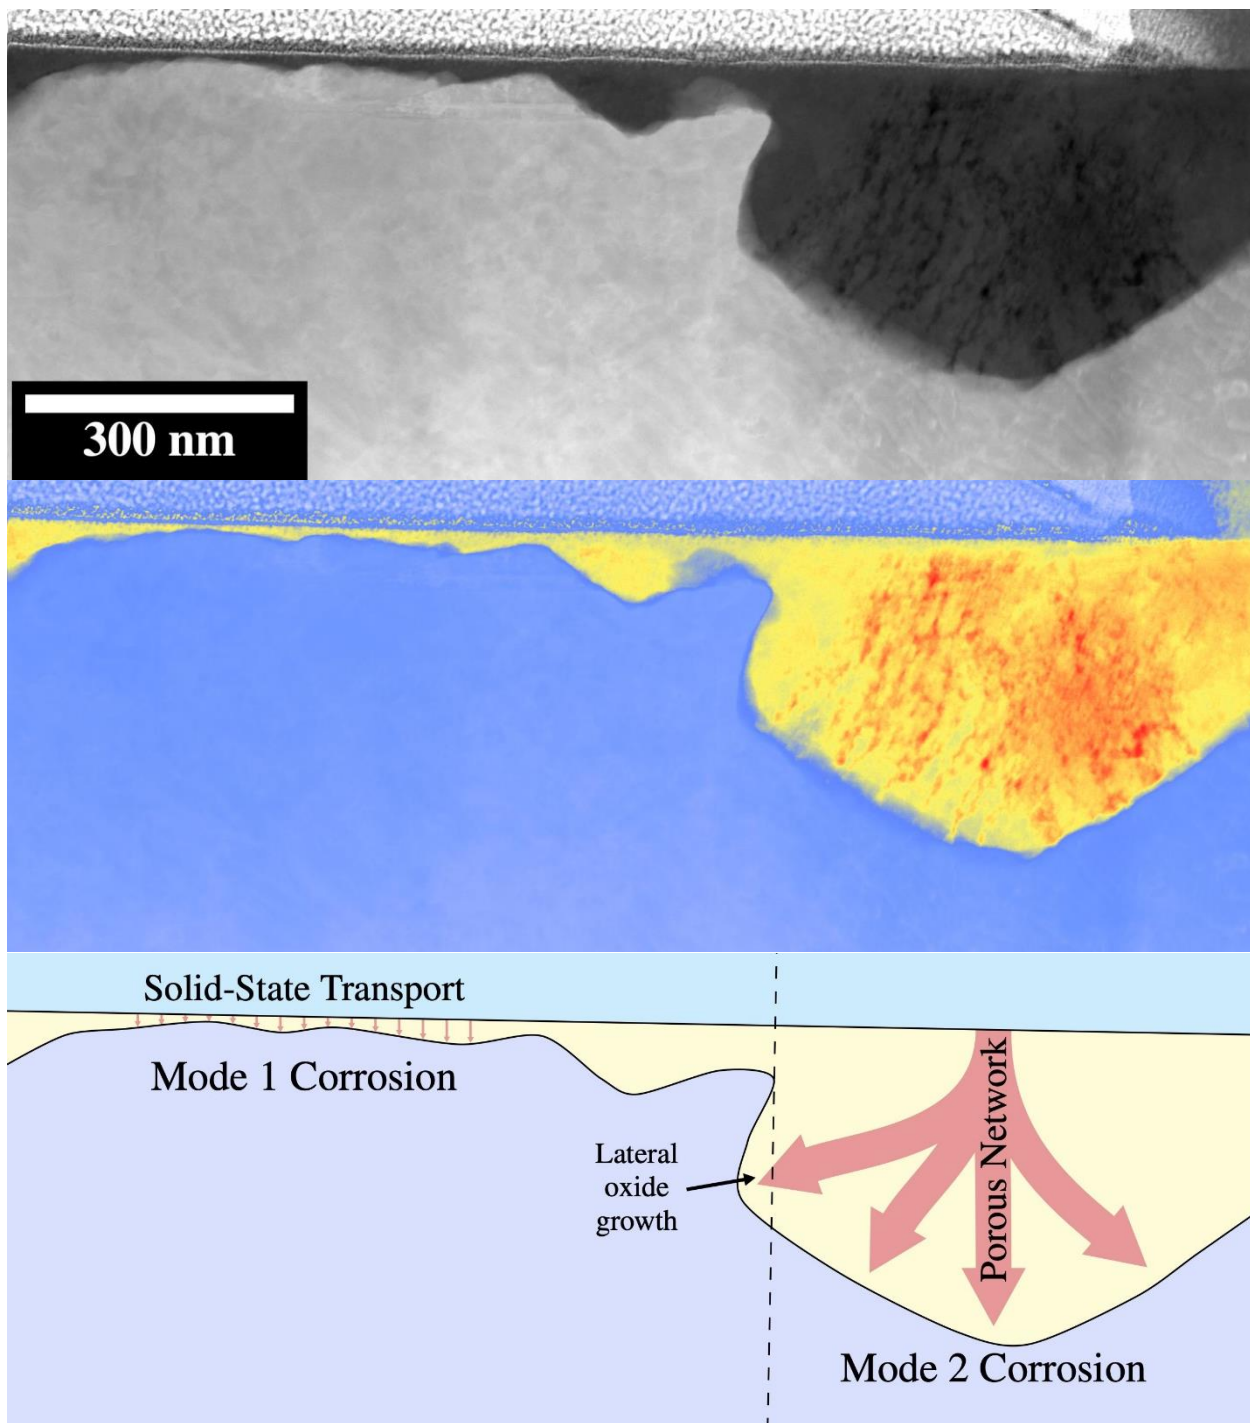 300 nm
Solid-State Transport
Mode 1 Corrosion
Lateral
oxide
growth
Porous Network
Mode 2 Corrosion